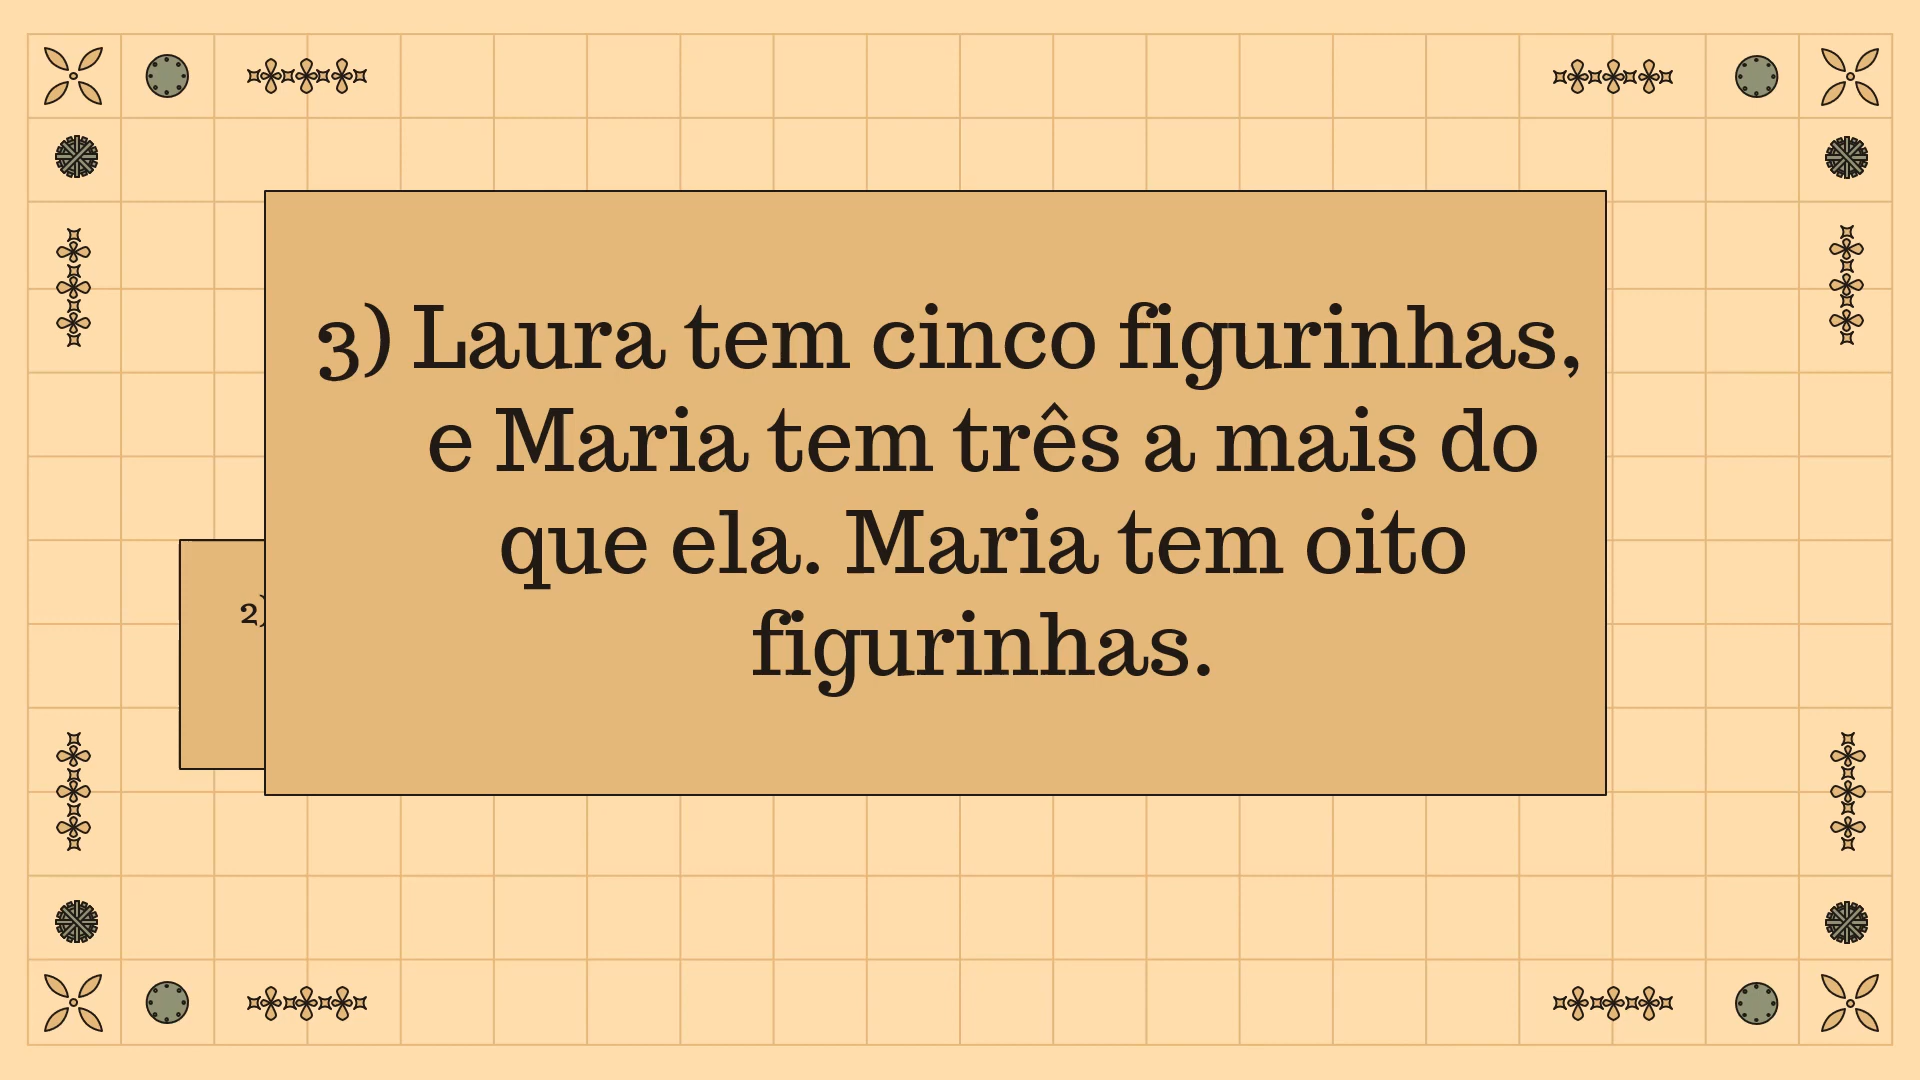 3) Laura tem cinco figurinhas,
e Maria tem três a mais do
que ela. Maria tem oito
figurinhas.
2)